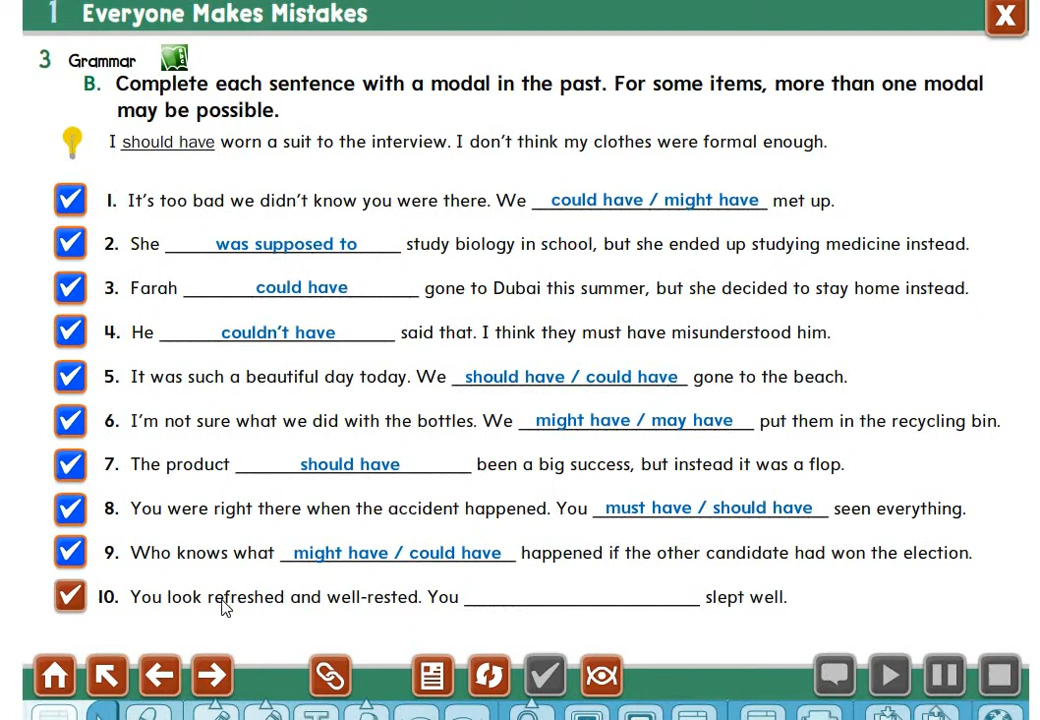 1 Everyone Makes Mistakes
X
3 Grammar
B. Complete each sentence with a modal in the past. For some items, more than one modal
may be possible.
I should have worn a suit to the interview. I don't think my clothes were formal enough.
1. It's too bad we didn't know you were there. We could have / might have met up.
2. She was supposed to study biology in school, but she ended up studying medicine instead.
3. Farah could have gone to Dubai this summer, but she decided to stay home instead.
4. He couldn't have said that. I think they must have misunderstood him.
5. It was such a beautiful day today. We should have / could have gone to the beach.
6. I'm not sure what we did with the bottles. We might have / may have put them in the recycling bin.
7. The product should have been a big success, but instead it was a flop.
8. You were right there when the accident happened. You must have / should have seen everything.
9. Who knows what might have / could have happened if the other candidate had won the election.
10. You look refreshed and well-rested. You ____________________ slept well.